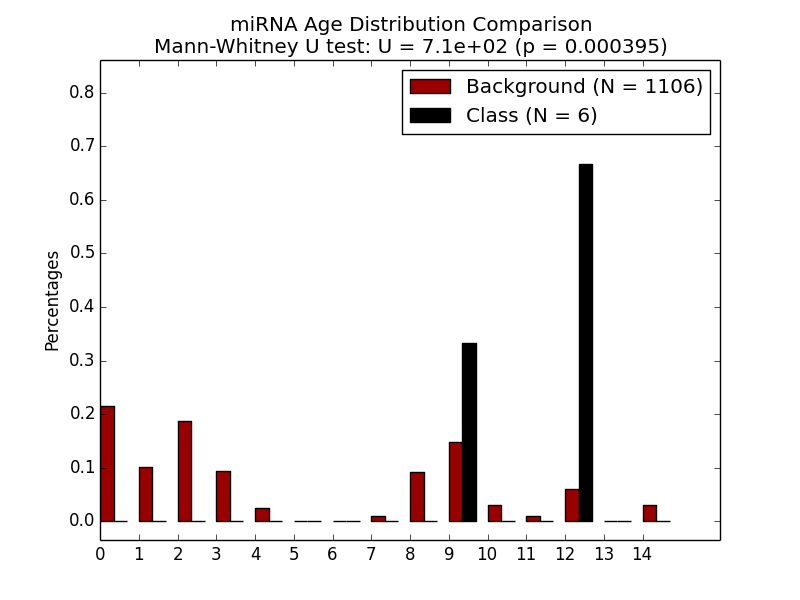 miRNA Age Distribution Comparison
Mann-Whitney U test: U = 7.1e+02 (p = 0.000395)
Background (N = 1106)
Class (N = 6)
Percentages
0.8
0.7
0.6
0.5
0.4
0.3
0.2
0.1
0.0
0 1 2 3 4 5 6 7 8 9 10 11 12 13 14